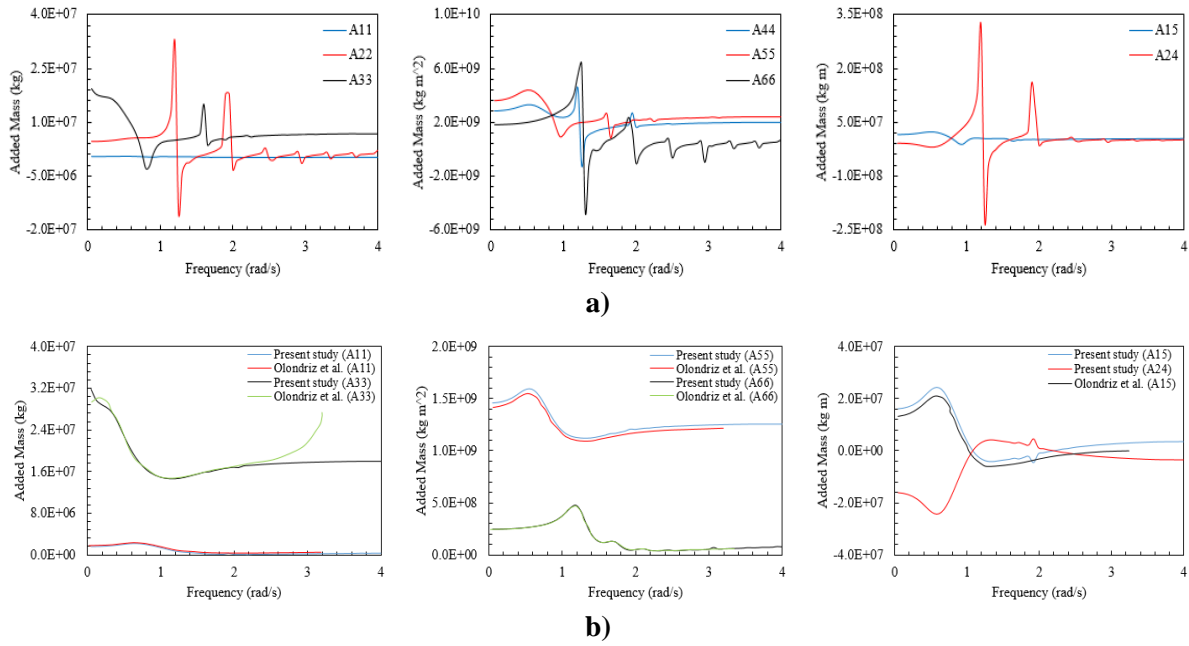 4.0E+07
2.5E+07
1.0E+07
-5.0E+06
-2.0E+07
Added Mass (kg)
A11
A22
A33
0 1 2 3 4
Frequency (rad/s)
1.0E+10
6.0E+09
2.0E+09
-2.0E+09
-6.0E+09
Added Mass (kg m^2)
A44
A55
A66
0 1 2 3 4
Frequency (rad/s)
3.5E+08
2.0E+08
5.0E+07
-1.0E+08
-2.5E+08
Added Mass (kg m)
A15
A24
0 1 2 3 4
Frequency (rad/s)
a)
4.0E+07
3.2E+07
2.4E+07
1.6E+07
8.0E+06
0.0E+00
Added Mass (kg)
Present study (A11)
Olondriz et al. (A11)
Present study (A33)
Olondriz et al. (A33)
0 1 2 3 4
Frequency (rad/s)
2.0E+09
1.5E+09
1.0E+09
5.0E+08
0.0E+00
Added Mass (kg m^2)
Present study (A55)
Olondriz et al. (A55)
Present study (A66)
Olondriz et al. (A66)
0 1 2 3 4
Frequency (rad/s)
4.0E+07
2.0E+07
0.0E+00
-2.0E+07
-4.0E+07
Added Mass (kg m)
Present study (A15)
Present study (A24)
Olondriz et al. (A15)
0 1 2 3 4
Frequency (rad/s)
b)